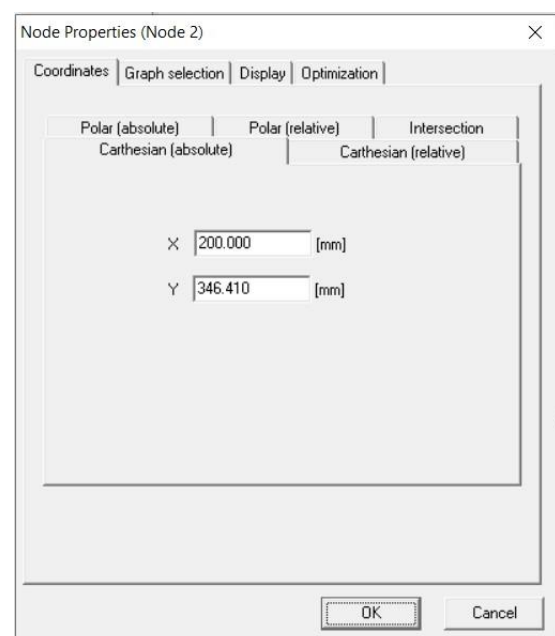 Node Properties (Node 2)
Coordinates Graph selection Display Optimization
Polar (absolute) Polar (relative) Intersection
Carthesian (absolute) Carthesian (relative)
X 200.000 [mm]
Y 346.410 [mm]
OK Cancel